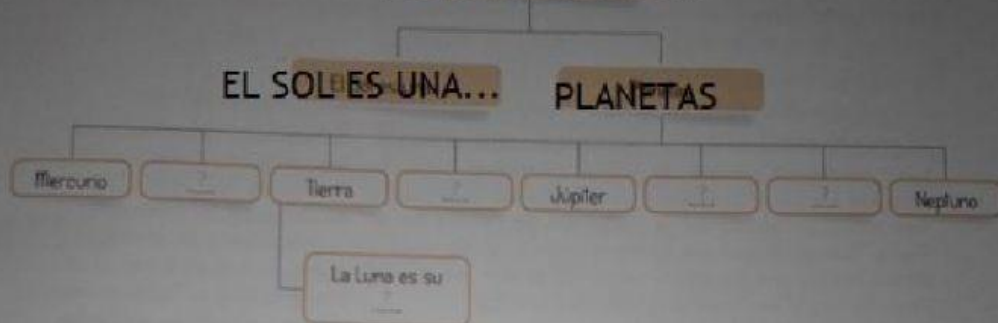 EL SOL ES UNA...
PLANETAS
Mercurio
?
Tierra
?
Júpiter
?
?
Neptuno
La Luna es su
?